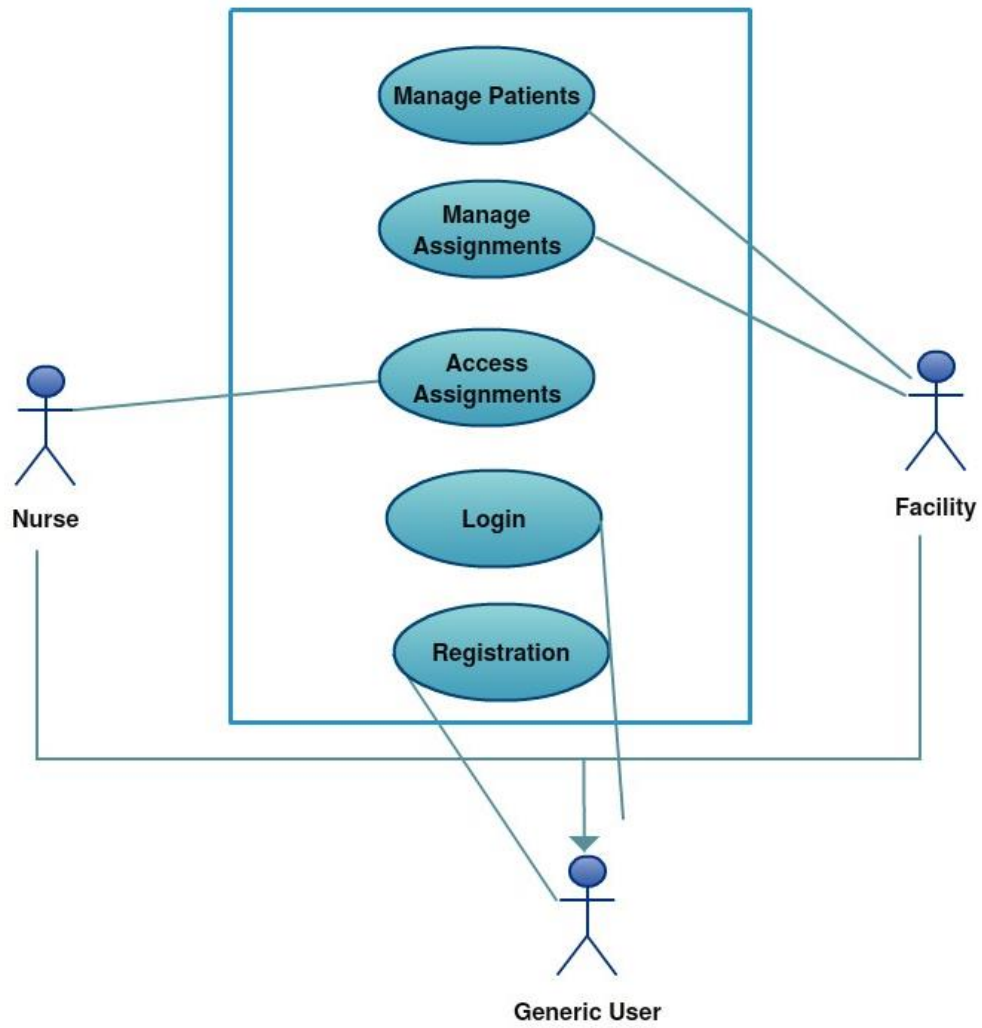 Manage Patients
Manage
Assignments
Access
Assignments
Nurse
Login
Facility
Registration
Generic User